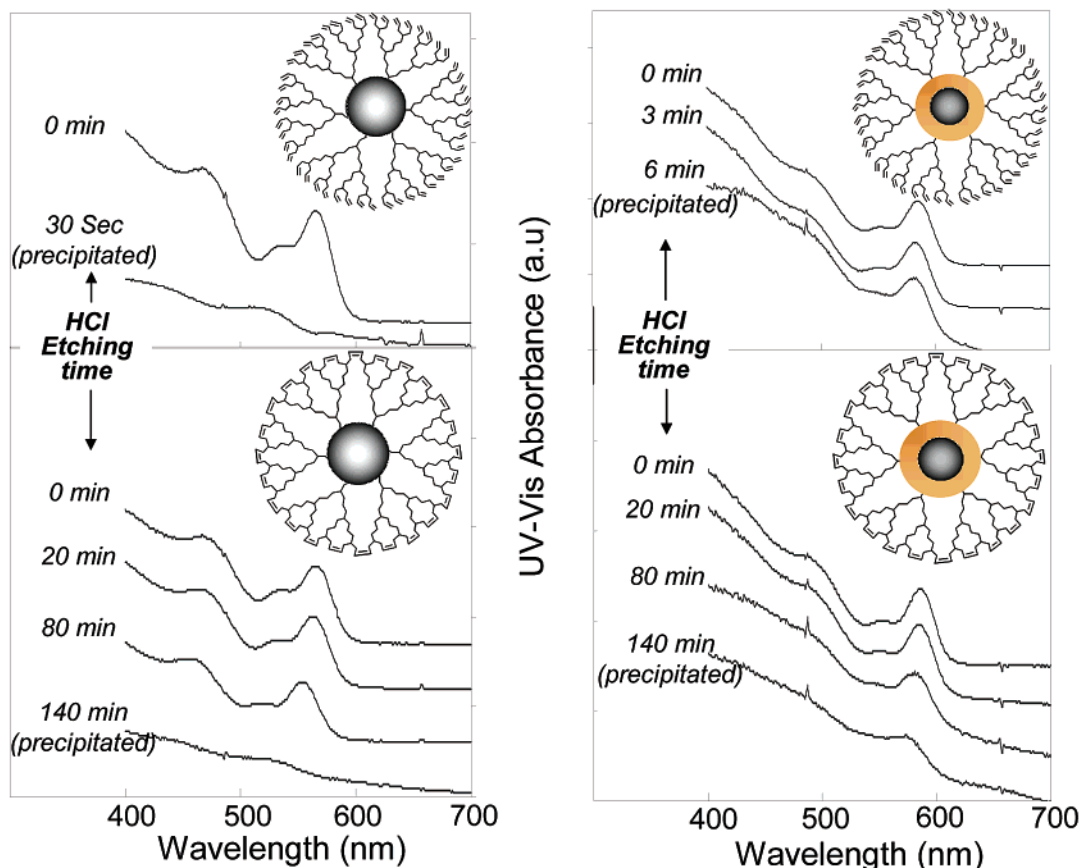 0 min
30 Sec
(precipitated)
HCl
Etching
time
0 min
20 min
80 min
140 min
(precipitated)
400 500 600 700
Wavelength (nm)
UV-Vis Absorbance (a.u)
0 min
3 min
6 min
(precipitated)
HCl
Etching
time
0 min
20 min
80 min
140 min
(precipitated)
400 500 600 700
Wavelength (nm)